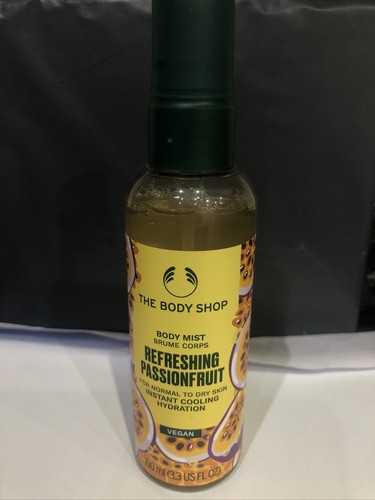 THE BODY SHOP
BODY MIST
BRUME CORPS
REFRESHING
PASSIONFRUIT
FOR NORMAL TO DRY SKIN
INSTANT COOLING
HYDRATION
VEGAN
100 ml (3.3 US FL OZ)